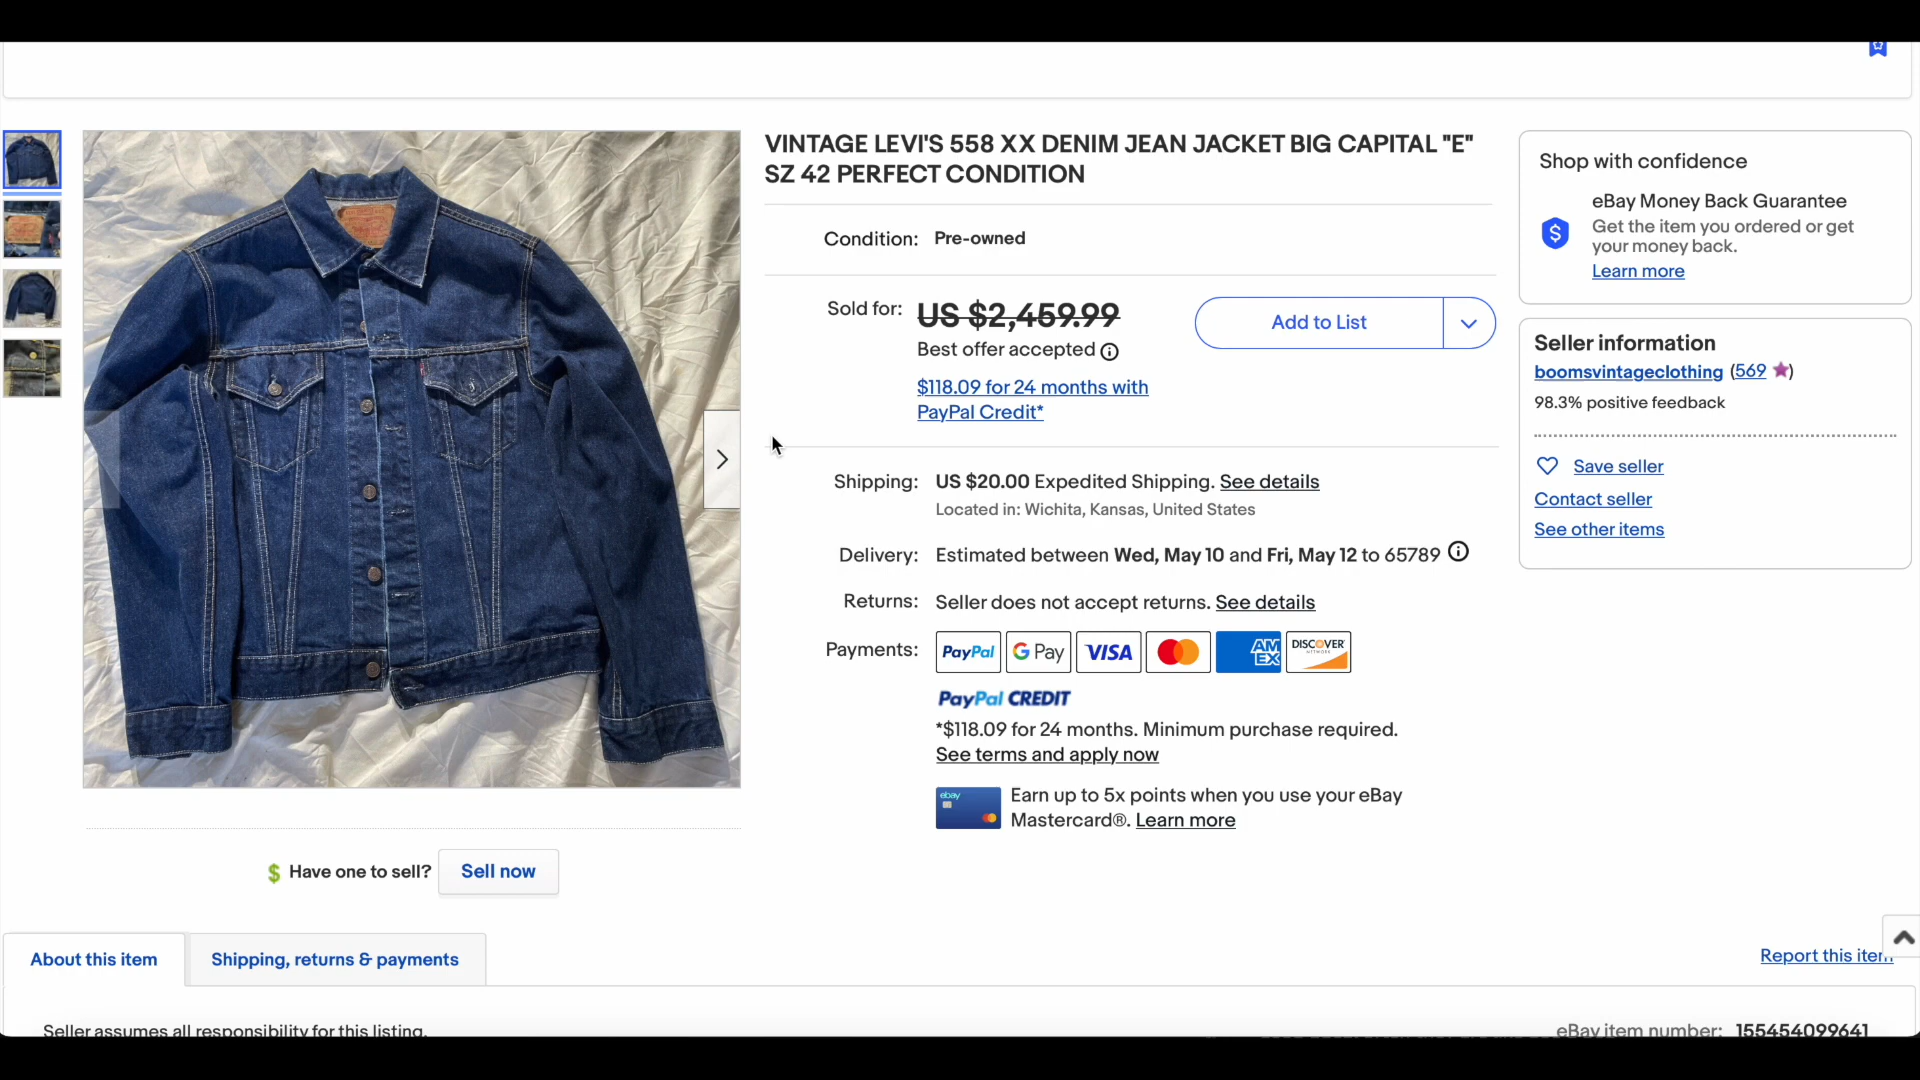 VINTAGE LEVI'S 558 XX DENIM JEAN JACKET BIG CAPITAL "E"
SZ 42 PERFECT CONDITION
Condition: Pre-owned
Sold for: US $2,459.99
Best offer accepted
$118.09 for 24 months with
PayPal Credit*
Add to List
Shipping: US $20.00 Expedited Shipping. See details
Located in: Wichita, Kansas, United States
Delivery: Estimated between Wed, May 10 and Fri, May 12 to 65789
Returns: Seller does not accept returns. See details
Payments: PayPal G Pay VISA AM EX DISCOVER
PayPal CREDIT
*$118.09 for 24 months. Minimum purchase required.
See terms and apply now
ebay
Earn up to 5x points when you use your eBay
Mastercard®. Learn more
Shop with confidence
eBay Money Back Guarantee
Get the item you ordered or get
your money back.
Learn more
Seller information
boomsvintageclothing (569)
98.3% positive feedback
Save seller
Contact seller
See other items
$ Have one to sell? Sell now
About this item
Shipping, returns & payments
Report this item
Seller assumes all responsibility for this listing.
eBay item number: 155454099641